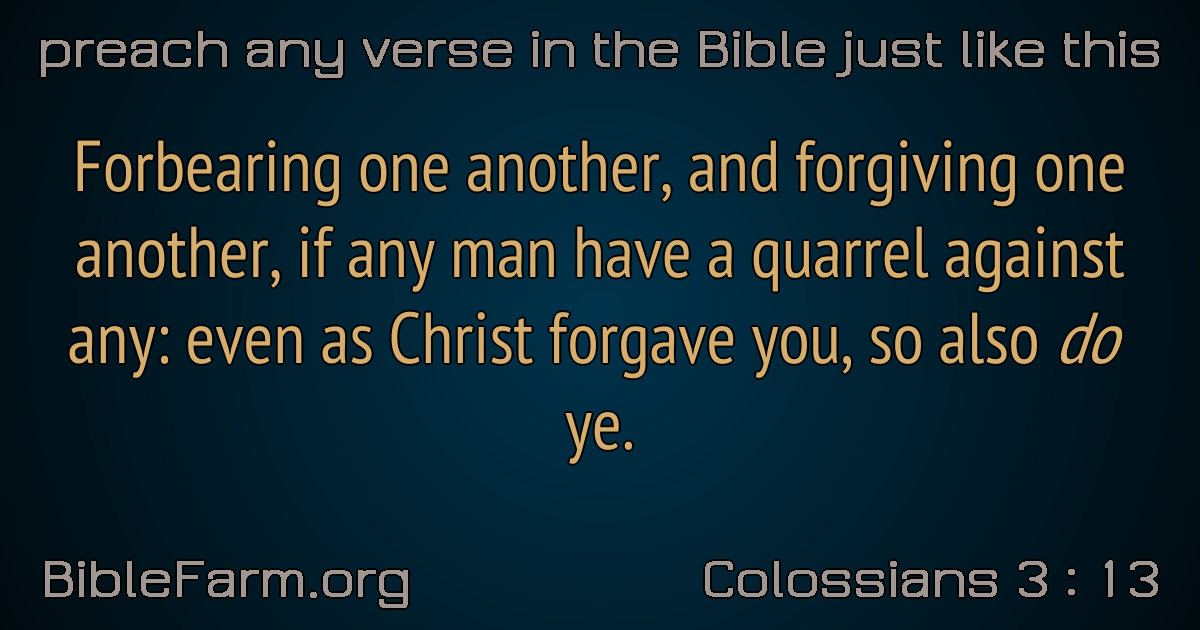 preach any verse in the Bible just like this
Forbearing one another, and forgiving one
another, if any man have a quarrel against
any: even as Christ forgave you, so also do
ye.
BibleFarm.org
Colossians 3 : 13